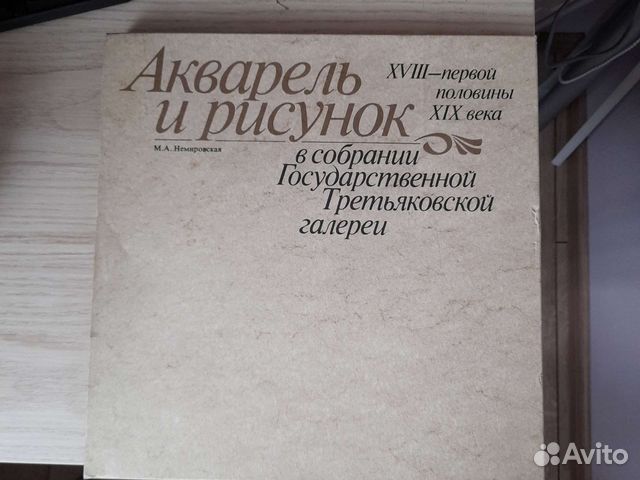 Акварель
и рисунок
XVIII—первой
половины
XIX века
М.А. Немировская
в собрании
Государственной
Третьяковской
галереи
Avito